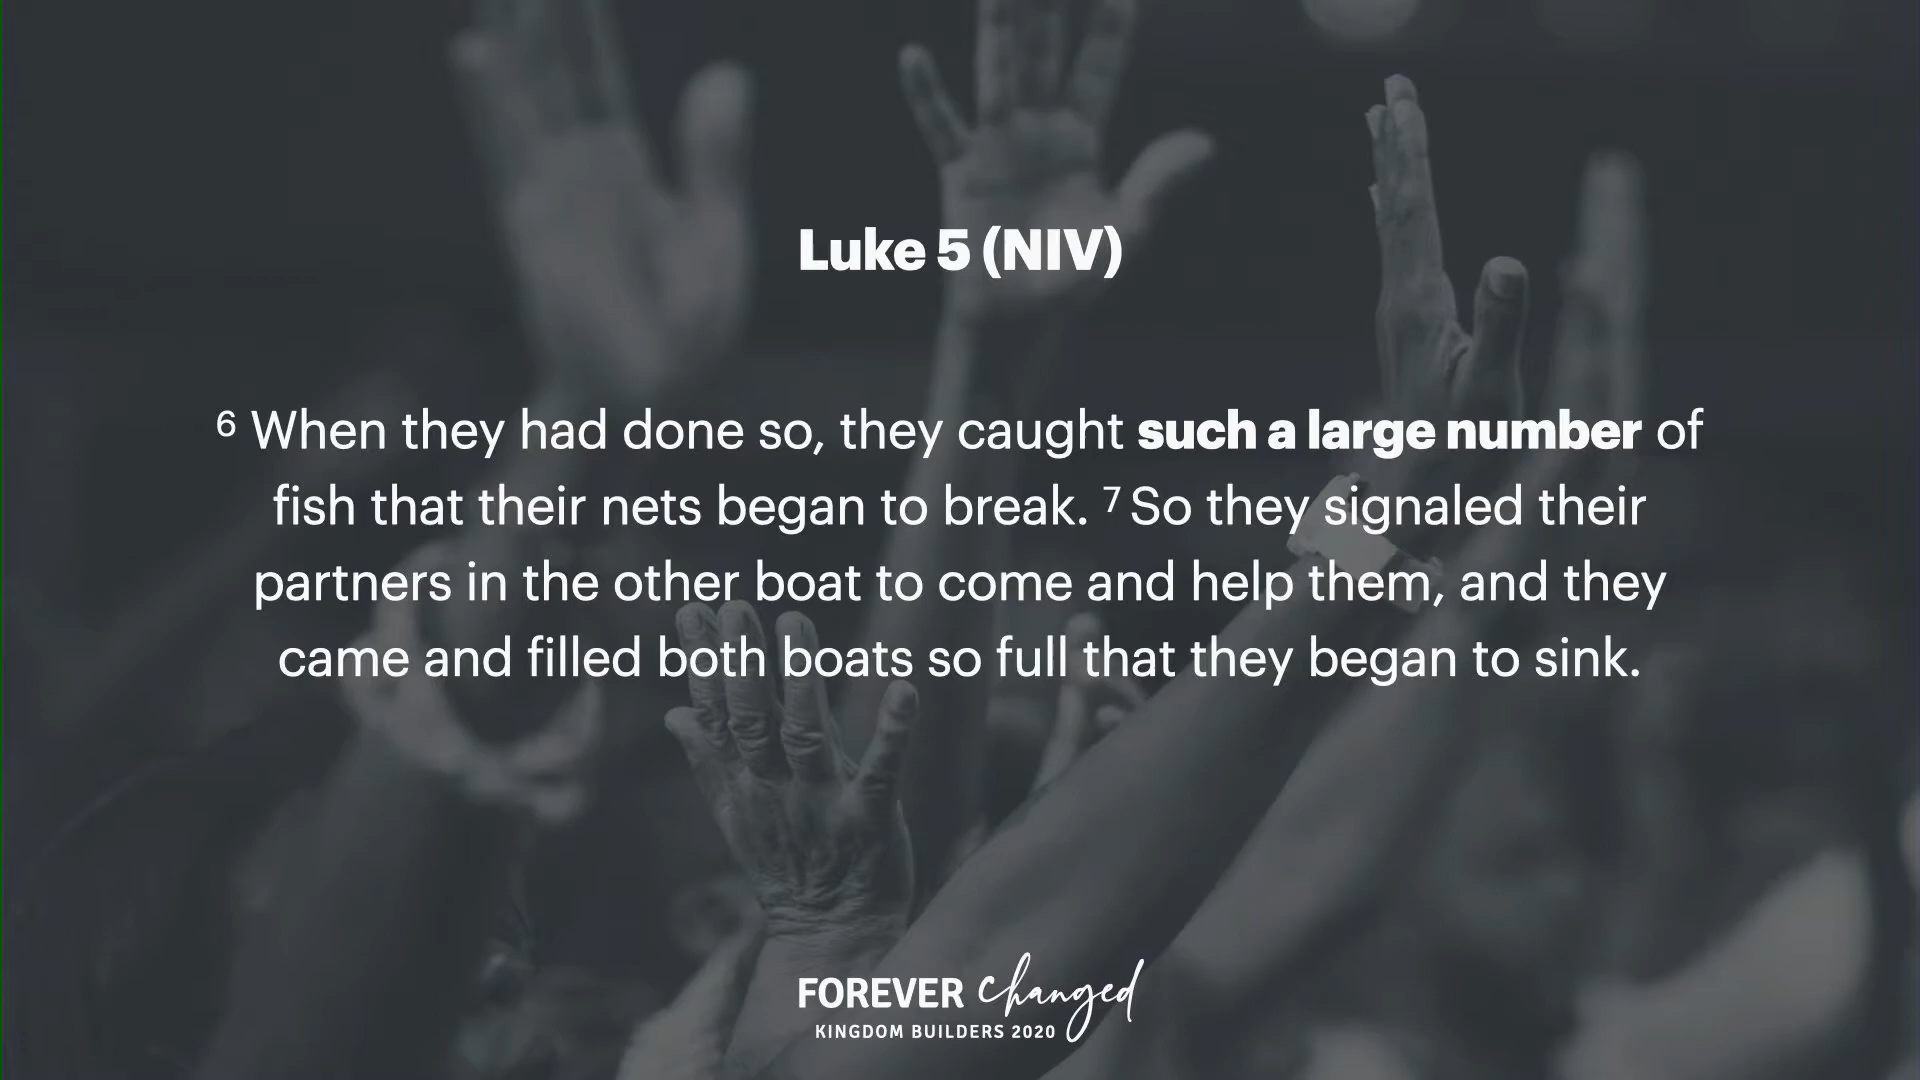 Luke 5 (NIV)
6 When they had done so, they caught such a large number of
fish that their nets began to break. 7 So they signaled their
partners in the other boat to come and help them, and they
came and filled both boats so full that they began to sink.
FOREVER changed
KINGDOM BUILDERS 2020